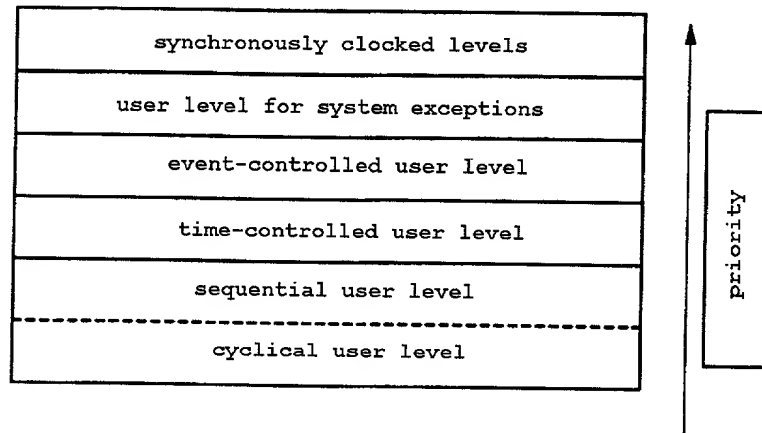 synchronously clocked levels
user level for system exceptions
event-controlled user level
time-controlled user level
sequential user level
cyclical user level
priority